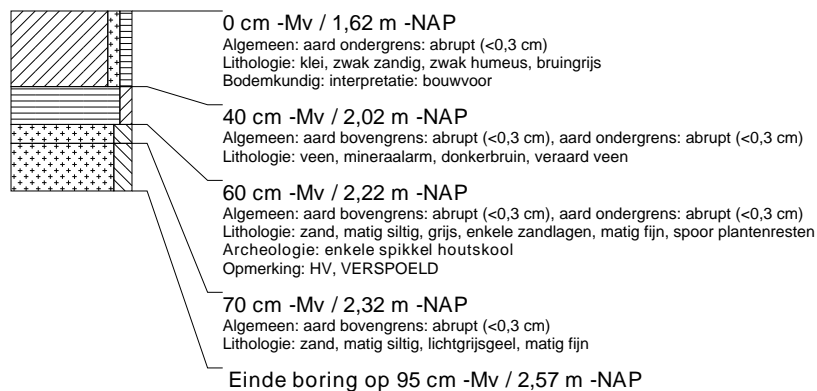 0 cm -Mv / 1,62 m -NAP
Algemeen: aard ondergrens: abrupt (<0,3 cm)
Lithologie: klei, zwak zandig, zwak humeus, bruingrijs
Bodemkundig: interpretatie: bouwvoor
40 cm -Mv / 2,02 m -NAP
Algemeen: aard bovengrens: abrupt (<0,3 cm), aard ondergrens: abrupt (<0,3 cm)
Lithologie: veen, mineraalarm, donkerbruin, veraard veen
60 cm -Mv / 2,22 m -NAP
Algemeen: aard bovengrens: abrupt (<0,3 cm), aard ondergrens: abrupt (<0,3 cm)
Lithologie: zand, matig siltig, grijs, enkele zandlagen, matig fijn, spoor plantenresten
Archeologie: enkele spikkel houtskool
Opmerking: HV, VERSPOELD
70 cm -Mv / 2,32 m -NAP
Algemeen: aard bovengrens: abrupt (<0,3 cm)
Lithologie: zand, matig siltig, lichtgrijsgeel, matig fijn
Einde boring op 95 cm -Mv / 2,57 m -NAP